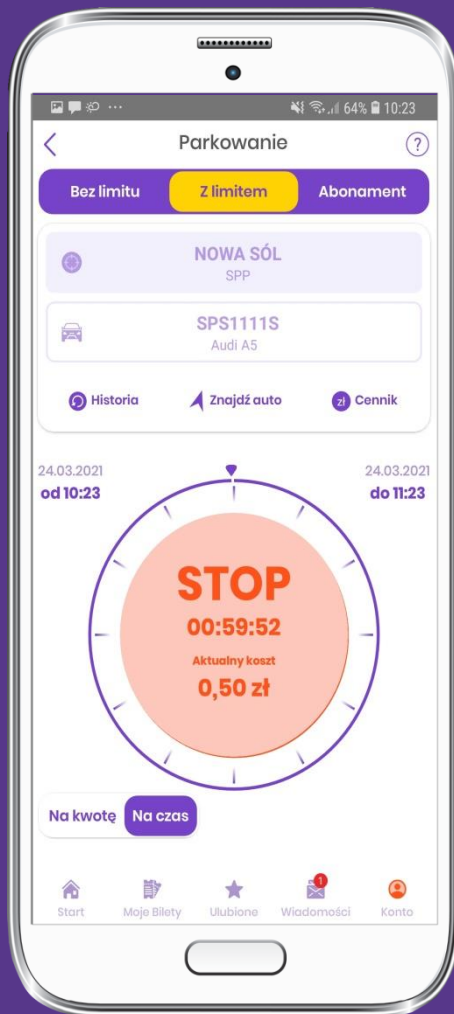 64% 10:23
Parkowanie
?
Bez limitu Z limitem Abonament
NOWA SÓL
SPP
SPS1111S
Audi A5
Historia Znajdź auto zł Cennik
24.03.2021 24.03.2021
od 10:23 do 11:23
STOP
00:59:52
Aktualny koszt
0,50 zł
Na kwotę Na czas
1
Start Moje Bilety Ulubione Wiadomości Konto